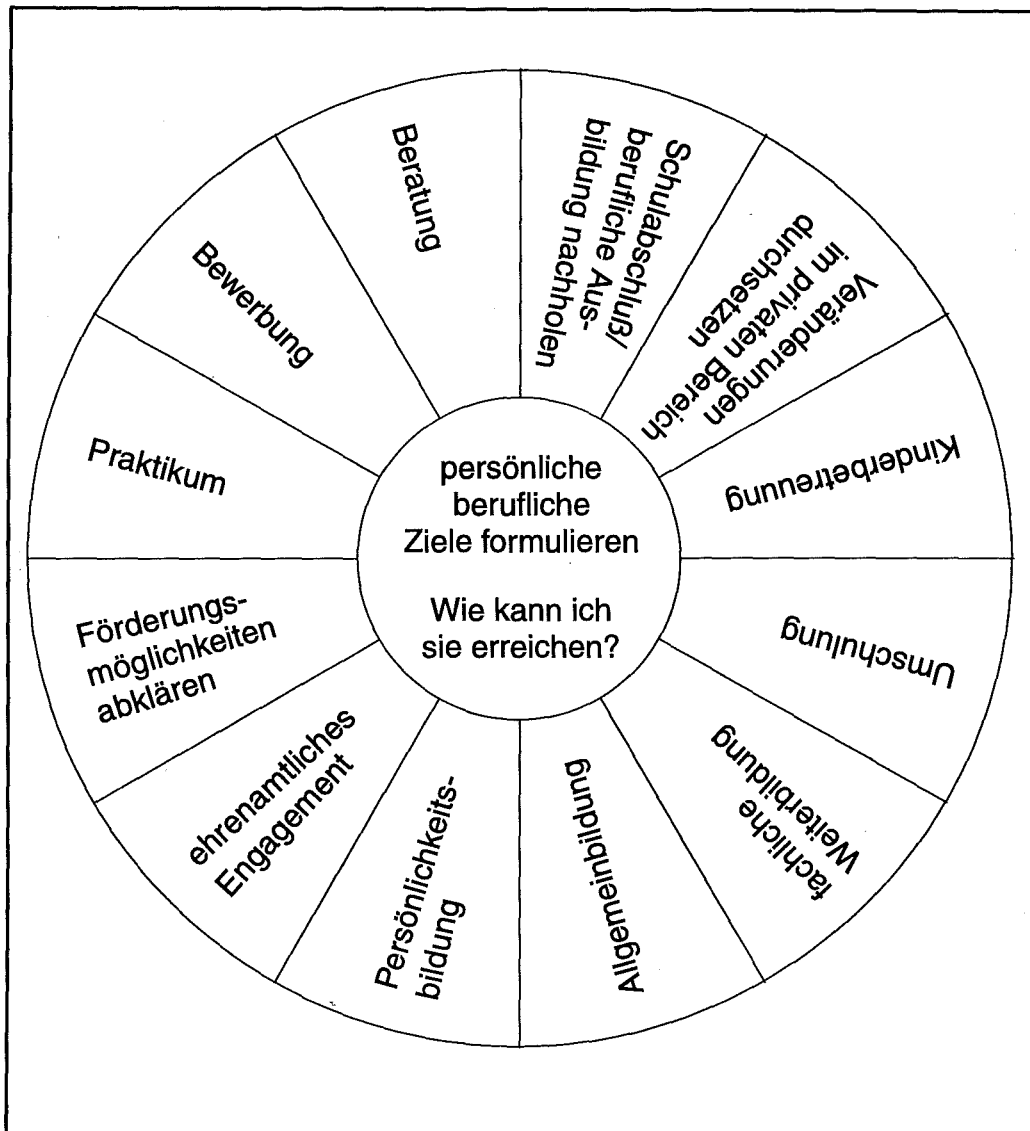 persönliche
berufliche
Ziele formulieren
Wie kann ich
sie erreichen?
Schulabschluß/
berufliche Aus-
bildung nachholen
Veränderungen
im privaten Bereich
durchsetzen
Kinderbetreuung
Umschulung
fachliche
Weiterbildung
Allgemeinbildung
Persönlichkeits-
bildung
ehrenamtliches
Engagement
Förderungs-
möglichkeiten
abklären
Praktikum
Bewerbung
Beratung